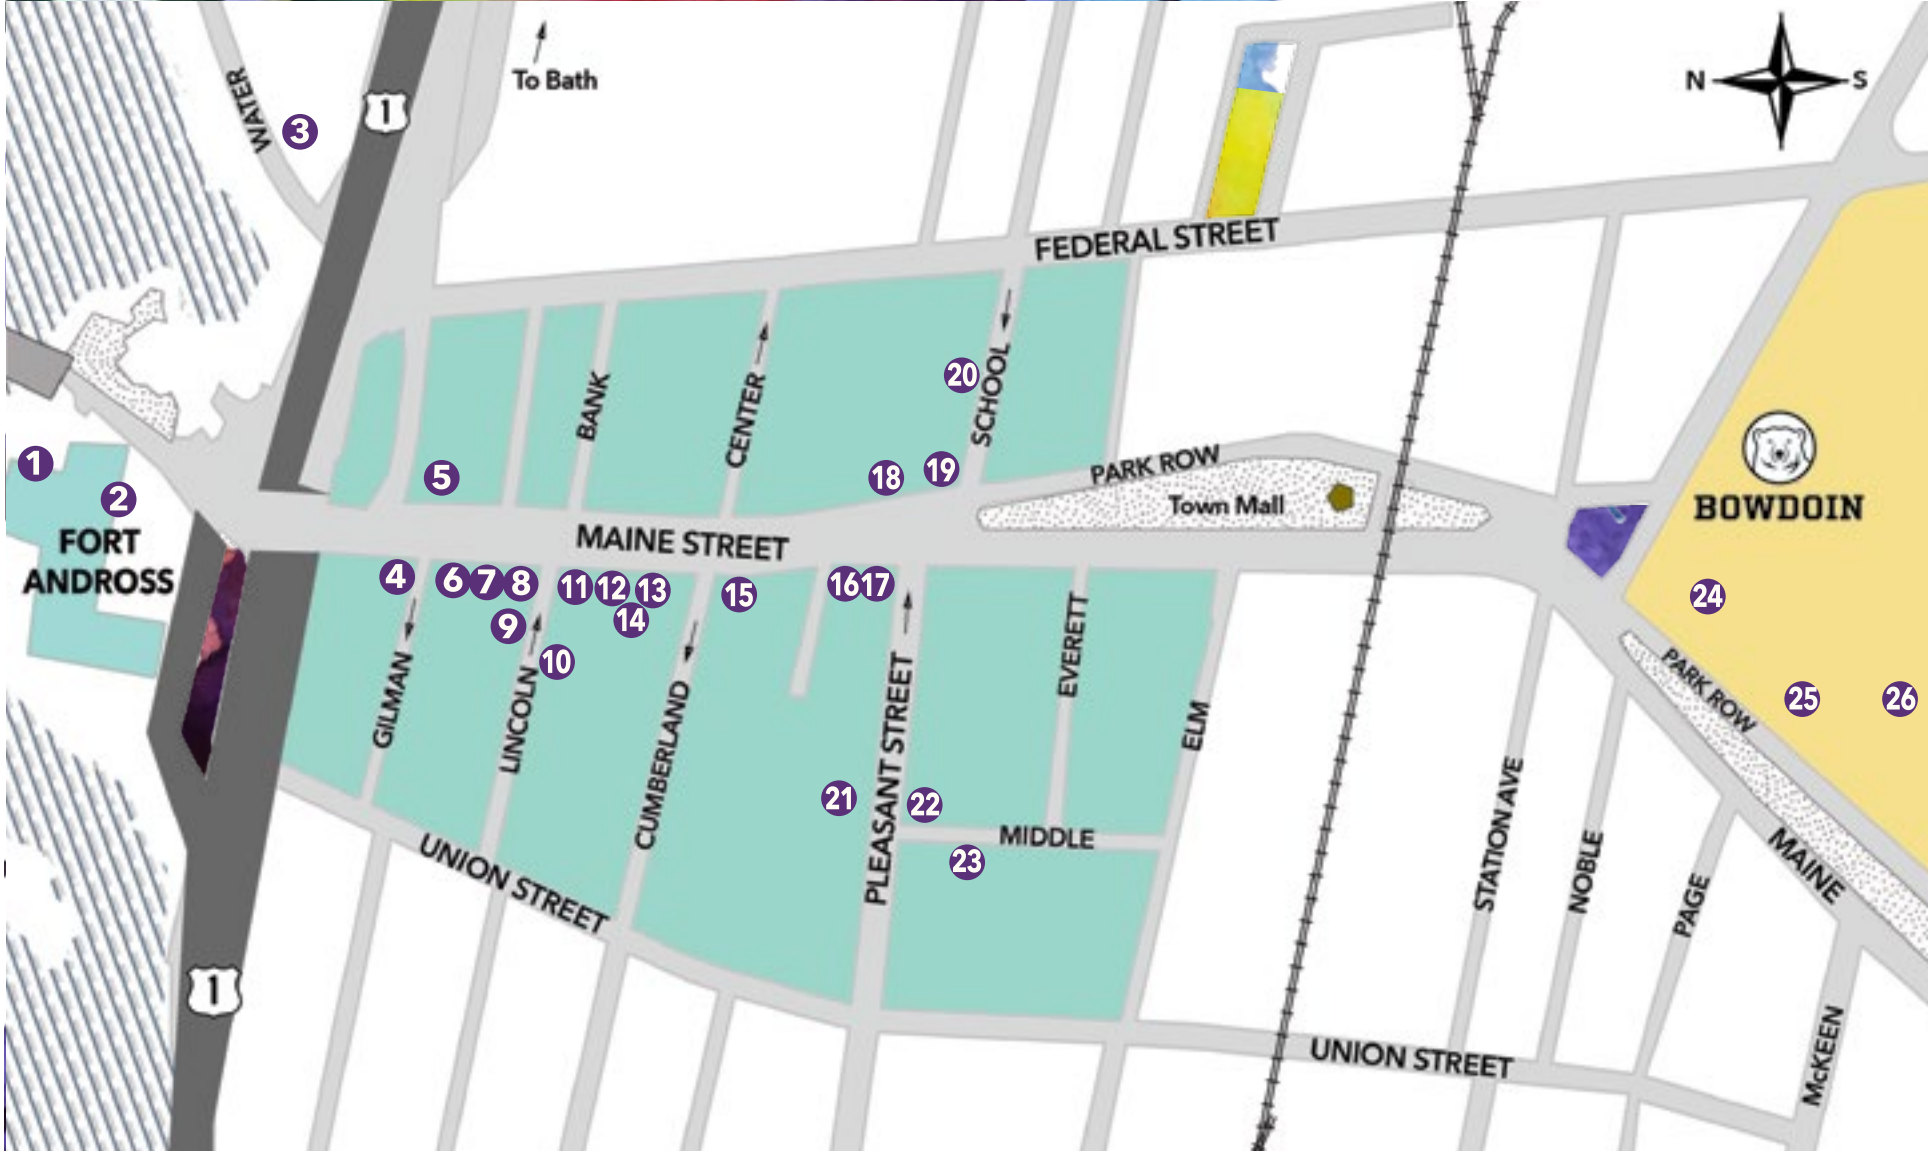 To Bath
1
WATER
3
N
S
FEDERAL STREET
BANK
CENTER
SCHOOL
20
19
18
5
PARK ROW
Town Mall
BOWDOIN
1
2
FORT
ANDROSS
MAINE STREET
4
6
7
8
9
10
11
12
13
14
15
16
17
24
25
26
GILMAN
LINCOLN
CUMBERLAND
PLEASANT STREET
EVERETT
ELM
PARK ROW
21
22
MIDDLE
23
UNION STREET
STATION AVE
NOBLE
PAGE
MAINE
1
UNION STREET
McKEEN